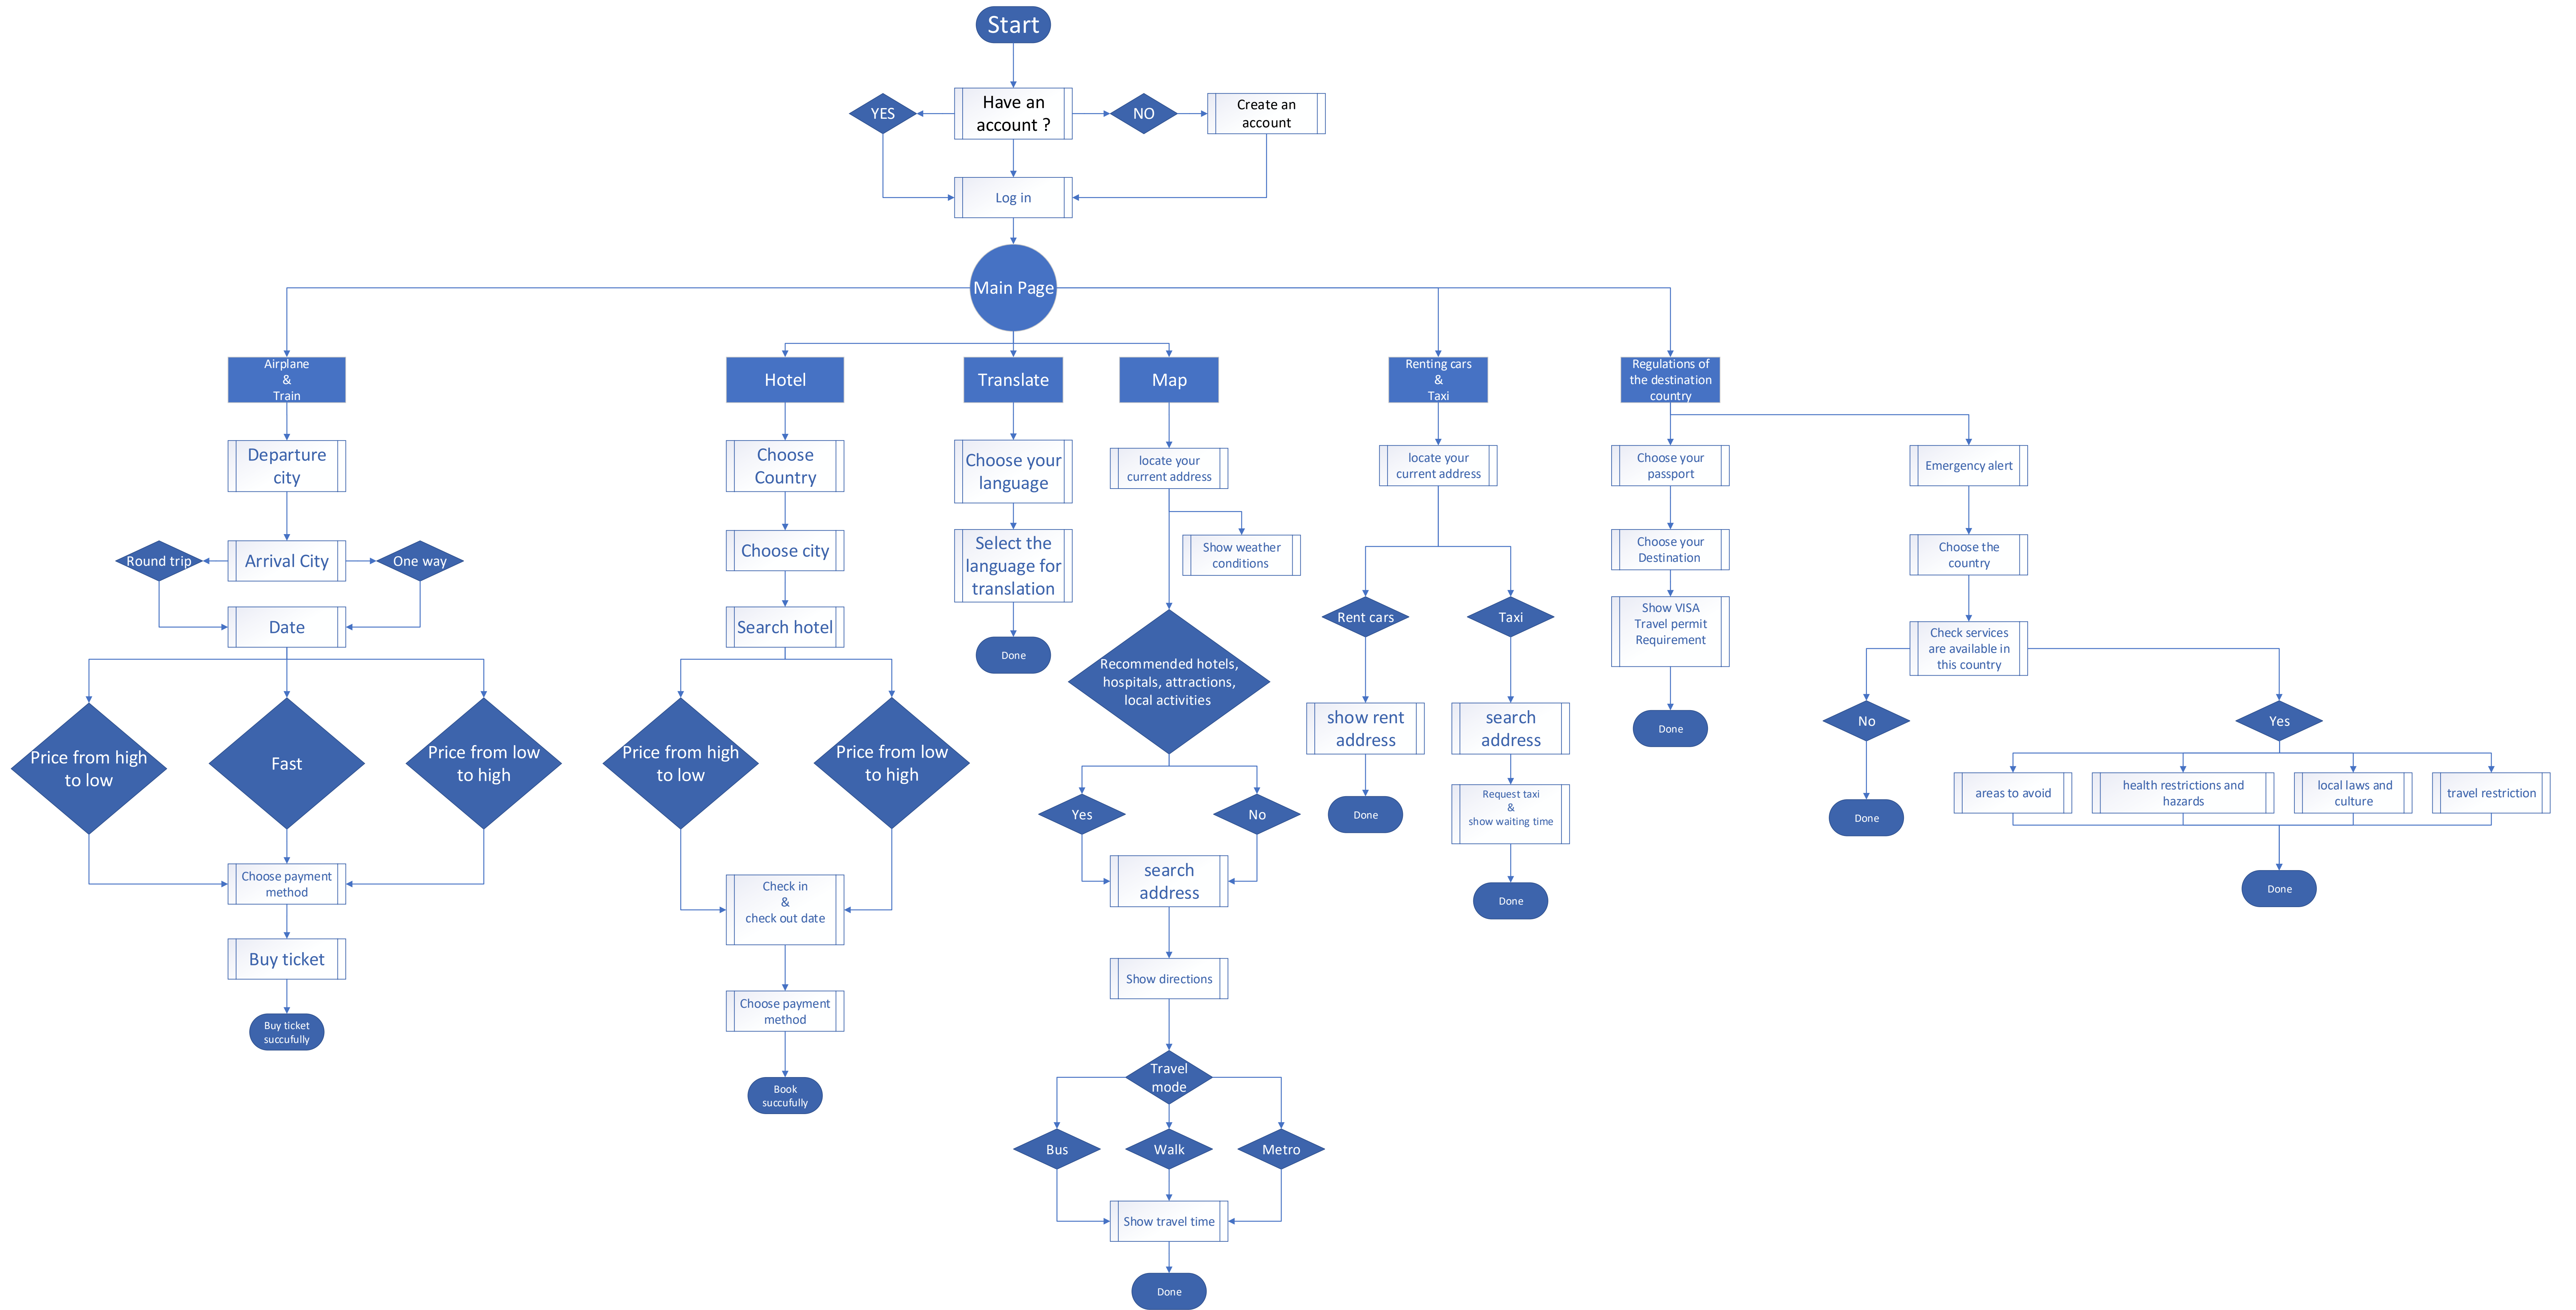 Start
YES
Have an
account ?
NO
Create an
account
Log in
Main Page
Airplane
&
Train
Hotel
Translate
Map
Renting cars
&
Taxi
Regulations of
the destination
country
Departure
city
Choose
Country
Choose your
language
locate your
current address
locate your
current address
Choose your
passport
Emergency alert
Round trip
Arrival City
One way
Choose city
Select the
language for
translation
Show weather
conditions
Choose your
Destination
Choose the
country
Date
Search hotel
Done
Recommended hotels,
hospitals, attractions,
local activities
Rent cars
Taxi
Show VISA
Travel permit
Requirement
Check services
are available in
this country
Price from high
to low
Fast
Price from low
to high
Price from high
to low
Price from low
to high
show rent
address
search
address
Done
No
Yes
Yes
No
Done
Request taxi
&
show waiting time
Done
areas to avoid
health restrictions and
hazards
local laws and
culture
travel restriction
Choose payment
method
Check in
&
check out date
search
address
Done
Done
Buy ticket
Choose payment
method
Show directions
Buy ticket
succufully
Book
succufully
Travel
mode
Bus
Walk
Metro
Show travel time
Done